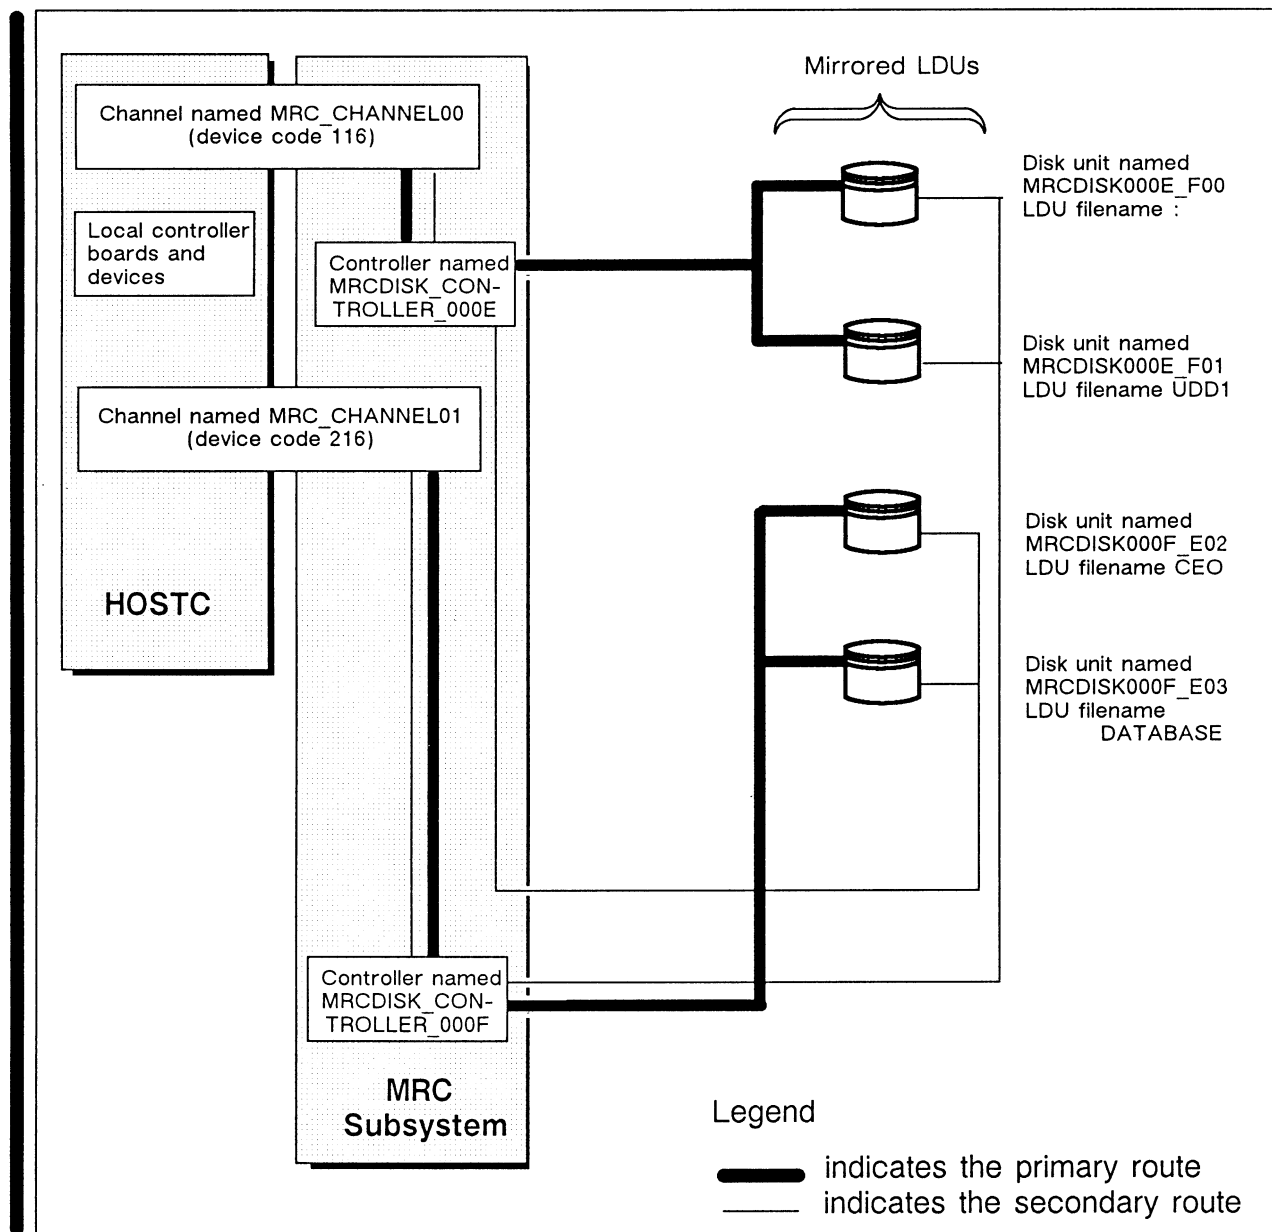 Mirrored LDUs
Channel named MRC_CHANNEL00
(device code 116)
Disk unit named
MRCDISK000E_F00
LDU filename :
Local controller
boards and
devices
Controller named
MRCDISK_CON-
TROLLER_000E
Disk unit named
MRCDISK000E_F01
LDU filename UDD1
Channel named MRC_CHANNEL01
(device code 216)
Disk unit named
MRCDISK000F_E02
LDU filename CEO
HOSTC
Disk unit named
MRCDISK000F_E03
LDU filename
DATABASE
Controller named
MRCDISK_CON-
TROLLER_000F
MRC
Subsystem
Legend
indicates the primary route
indicates the secondary route